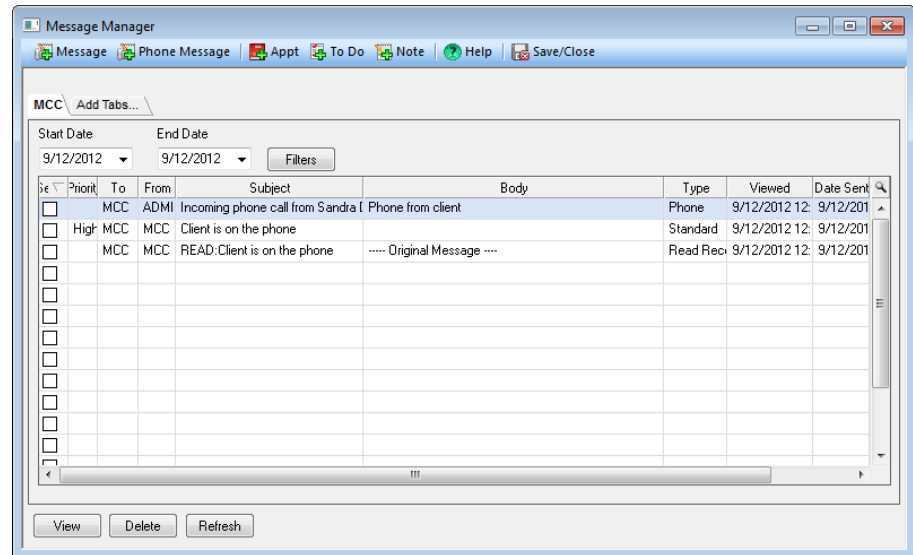 Message Manager
Message Phone Message Appt To Do Note Help Save/Close
MCC Add Tabs...
Start Date End Date
9/12/2012 9/12/2012 Filters
Se Priorit To From Subject Body Type Viewed Date Sent
MCC ADMI Incoming phone call from Sandra Phone from client Phone 9/12/2012 12: 9/12/201
High MCC MCC Client is on the phone Standard 9/12/2012 12: 9/12/201
MCC MCC READ:Client is on the phone ----- Original Message ---- Read Rec 9/12/2012 12: 9/12/201
View Delete Refresh